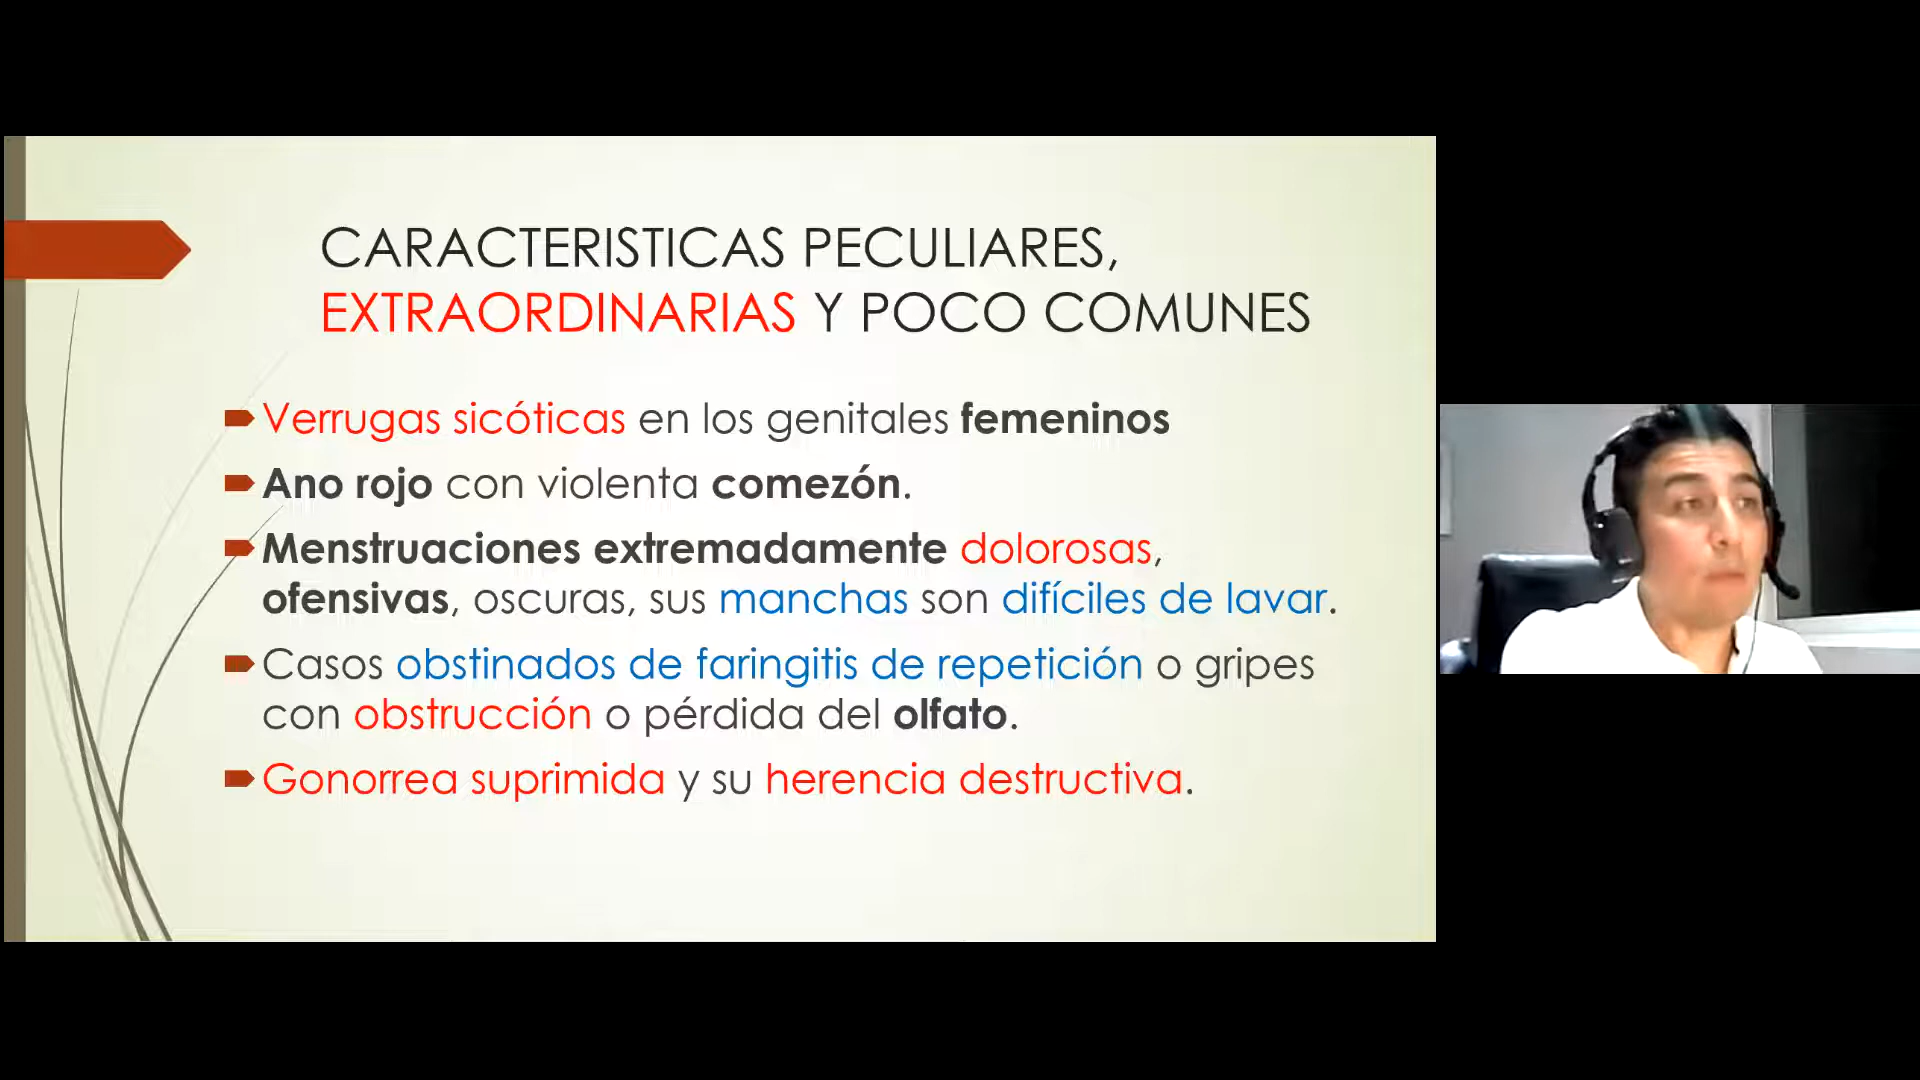 CARACTERISTICAS PECULIARES,
EXTRAORDINARIAS Y POCO COMUNES
Verrugas sicóticas en los genitales femeninos
Ano rojo con violenta comezón.
Menstruaciones extremadamente dolorosas,
ofensivas, oscuras, sus manchas son difíciles de lavar.
Casos obstinados de faringitis de repetición o gripes
con obstrucción o pérdida del olfato.
Gonorrea suprimida y su herencia destructiva.